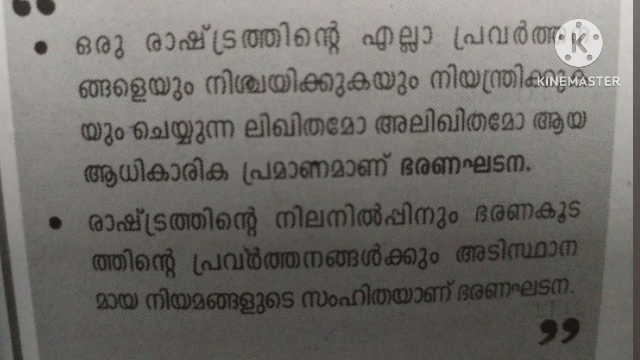 “
• ഒരു രാഷ്ട്രത്തിന്റെ എല്ലാ പ്രവർത്തന
ങ്ങളെയും നിശ്ചയിക്കുകയും നിയന്ത്രിക്കുക
യും ചെയ്യുന്ന ലിഖിതമോ അലിഖിതമോ ആയ
ആധികാരിക പ്രമാണമാണ് ഭരണഘടന.
• രാഷ്ട്രത്തിന്റെ നിലനിൽപ്പിനും ഭരണകൂട
ത്തിന്റെ പ്രവർത്തനങ്ങൾക്കും അടിസ്ഥാന
മായ നിയമങ്ങളുടെ സംഹിതയാണ് ഭരണഘടന.
”
K
KINEMASTER